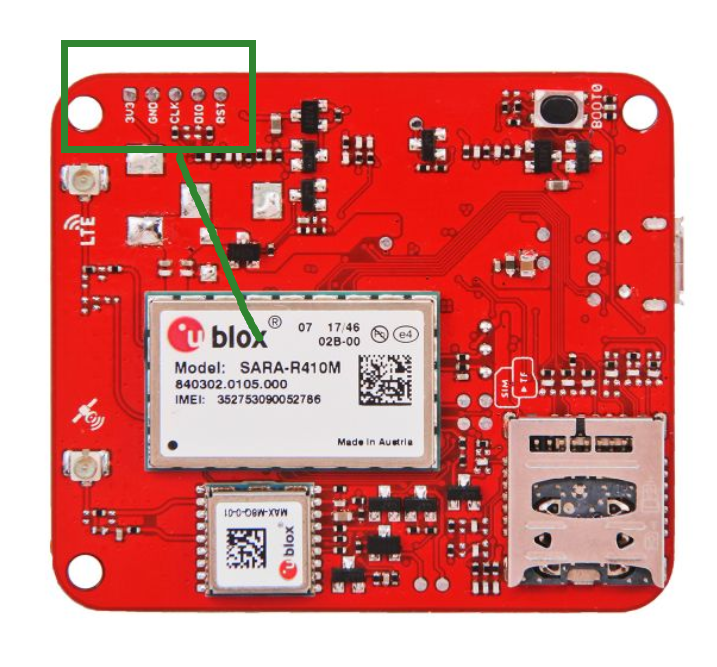 3V3
GND
CLK
DIO
RST
BOOT0
LTE
u blox® 07 17/46
02B-00 e4
Model: SARA-R410M
840302.0105.000
IMEI: 352753090052786
Made in Austria
SIM
▸TF
MAX-M8Q-0-01
u blox